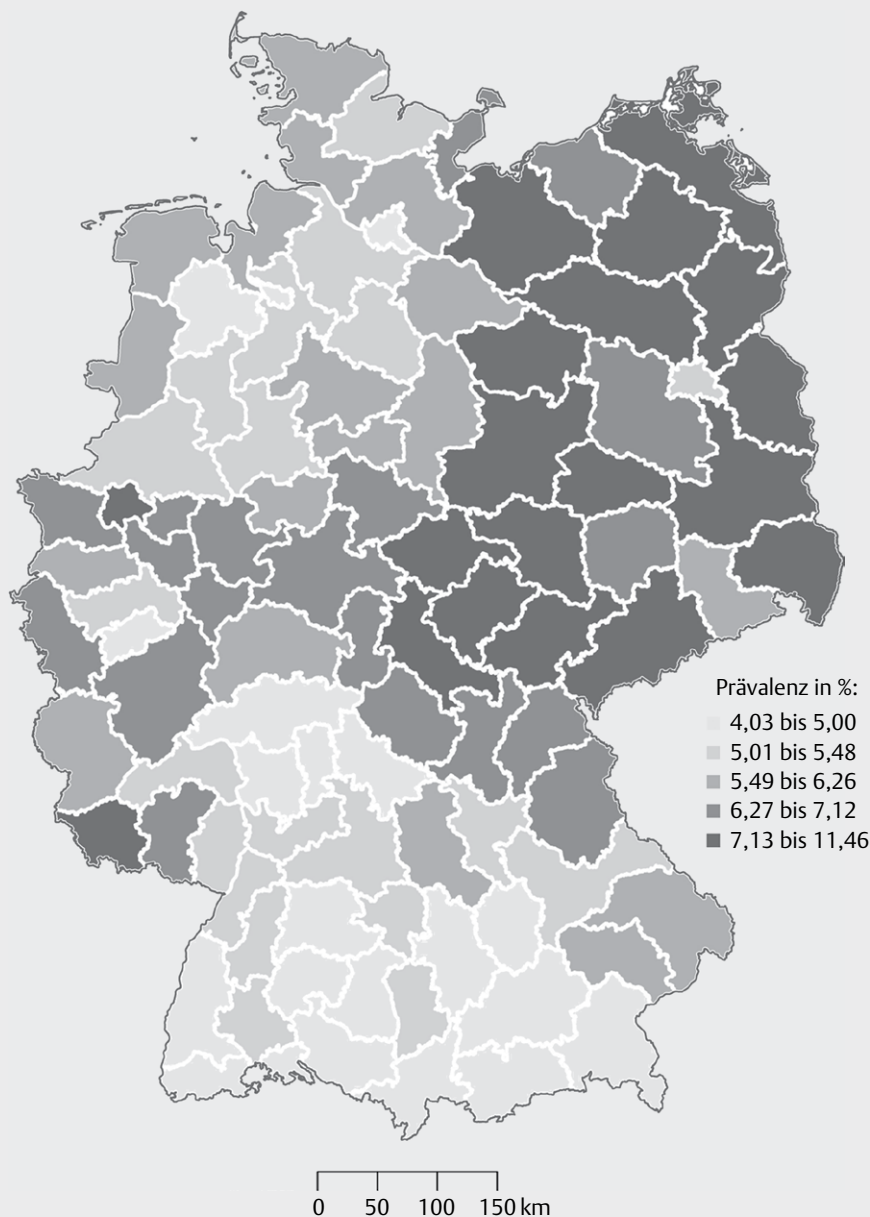 Prävalenz in %:
4,03 bis 5,00
5,01 bis 5,48
5,49 bis 6,26
6,27 bis 7,12
7,13 bis 11,46
0 50 100 150 km